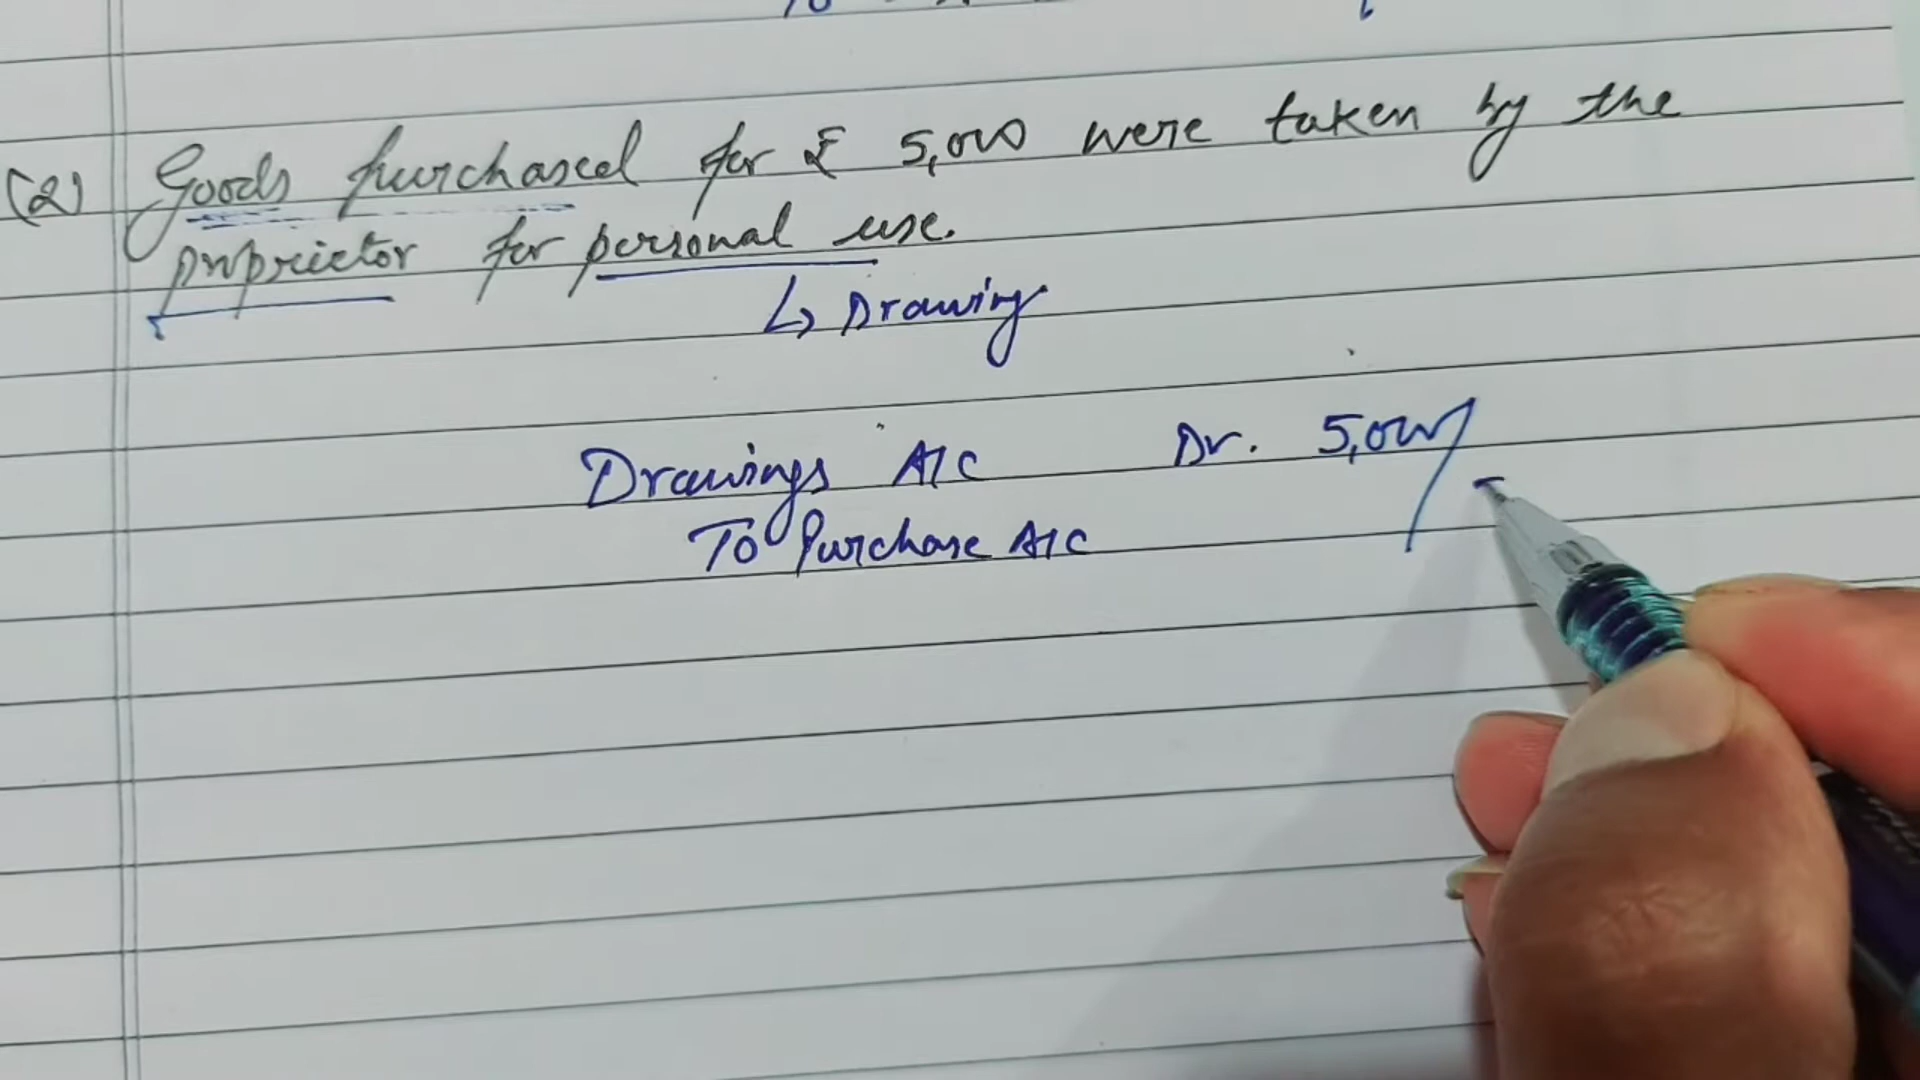 (2) Goods purchased for ₹ 5,000 were taken by the
proprietor for personal use.
↳ Drawing
Drawings A/c Dr. 5,000/-
To Purchase A/c